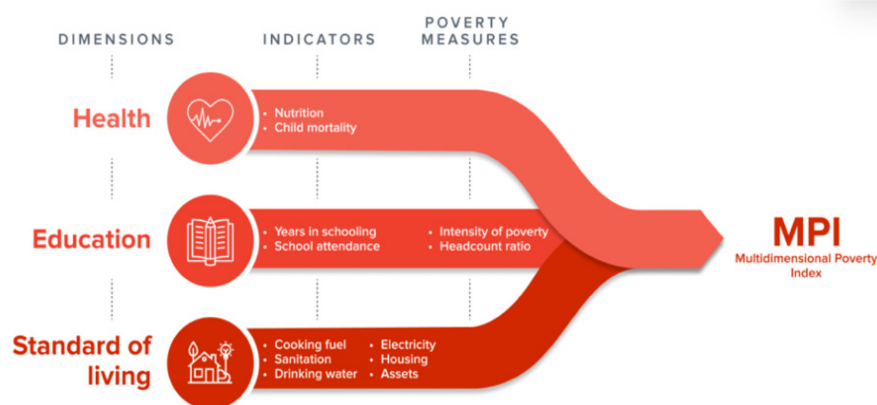 DIMENSIONS
INDICATORS
POVERTY
MEASURES
Health
• Nutrition
• Child mortality
Education
• Years in schooling
• School attendance
• Intensity of poverty
• Headcount ratio
Standard of
living
• Cooking fuel
• Sanitation
• Drinking water
• Electricity
• Housing
• Assets
MPI
Multidimensional Poverty
Index